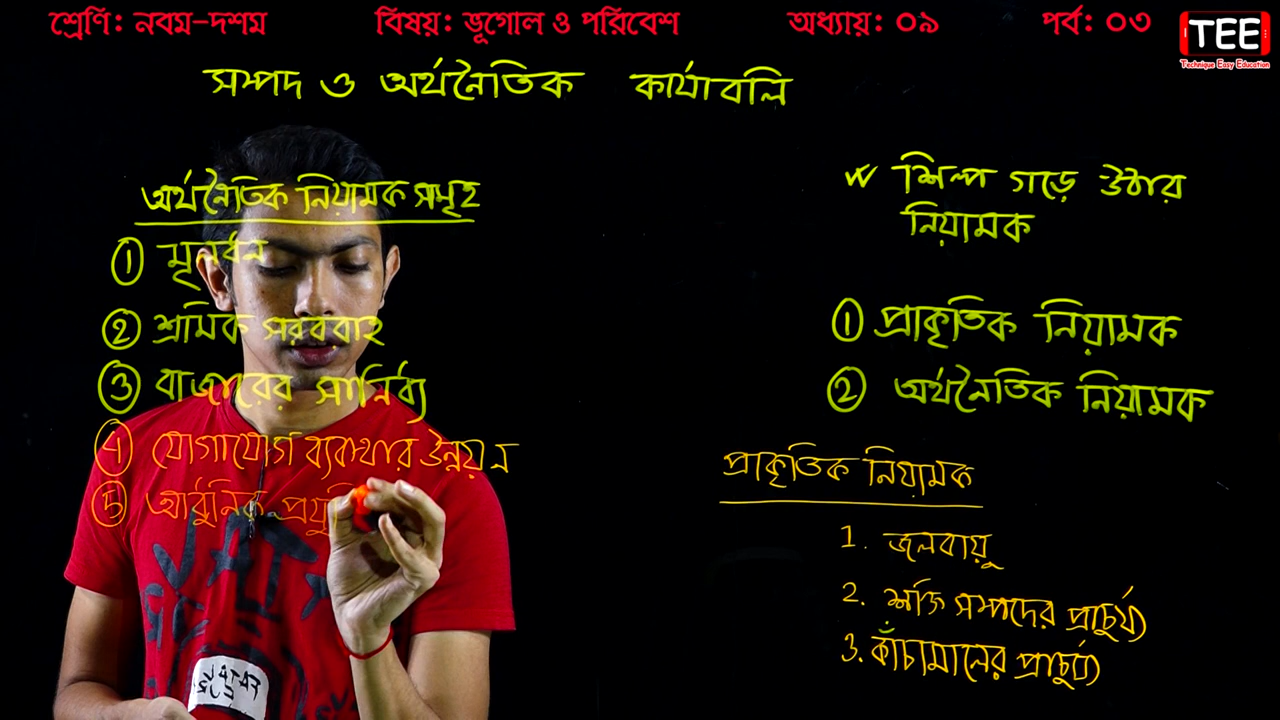 শ্রেণি: নবম-দশম বিষয়: ভূগোল ও পরিবেশ অধ্যায়: ০৯ পর্ব: ০৩
TEE
Technique Easy Education
সম্পদ ও অর্থনৈতিক কার্যাবলি
অর্থনৈতিক নিয়ামক সমূহ
① মূলধন
② শ্রমিক সরবরাহ
③ বাজারের সান্নিধ্য
④ যোগাযোগ ব্যবস্থার উন্নয়ন
⑤ আধুনিক
শিল্প গড়ে উঠার
নিয়ামক
① প্রাকৃতিক নিয়ামক
② অর্থনৈতিক নিয়ামক
প্রাকৃতিক নিয়ামক
1. জলবায়ু
2. শক্তি সম্পদের প্রাচুর্য
3. কাঁচামালের প্রাচুর্য